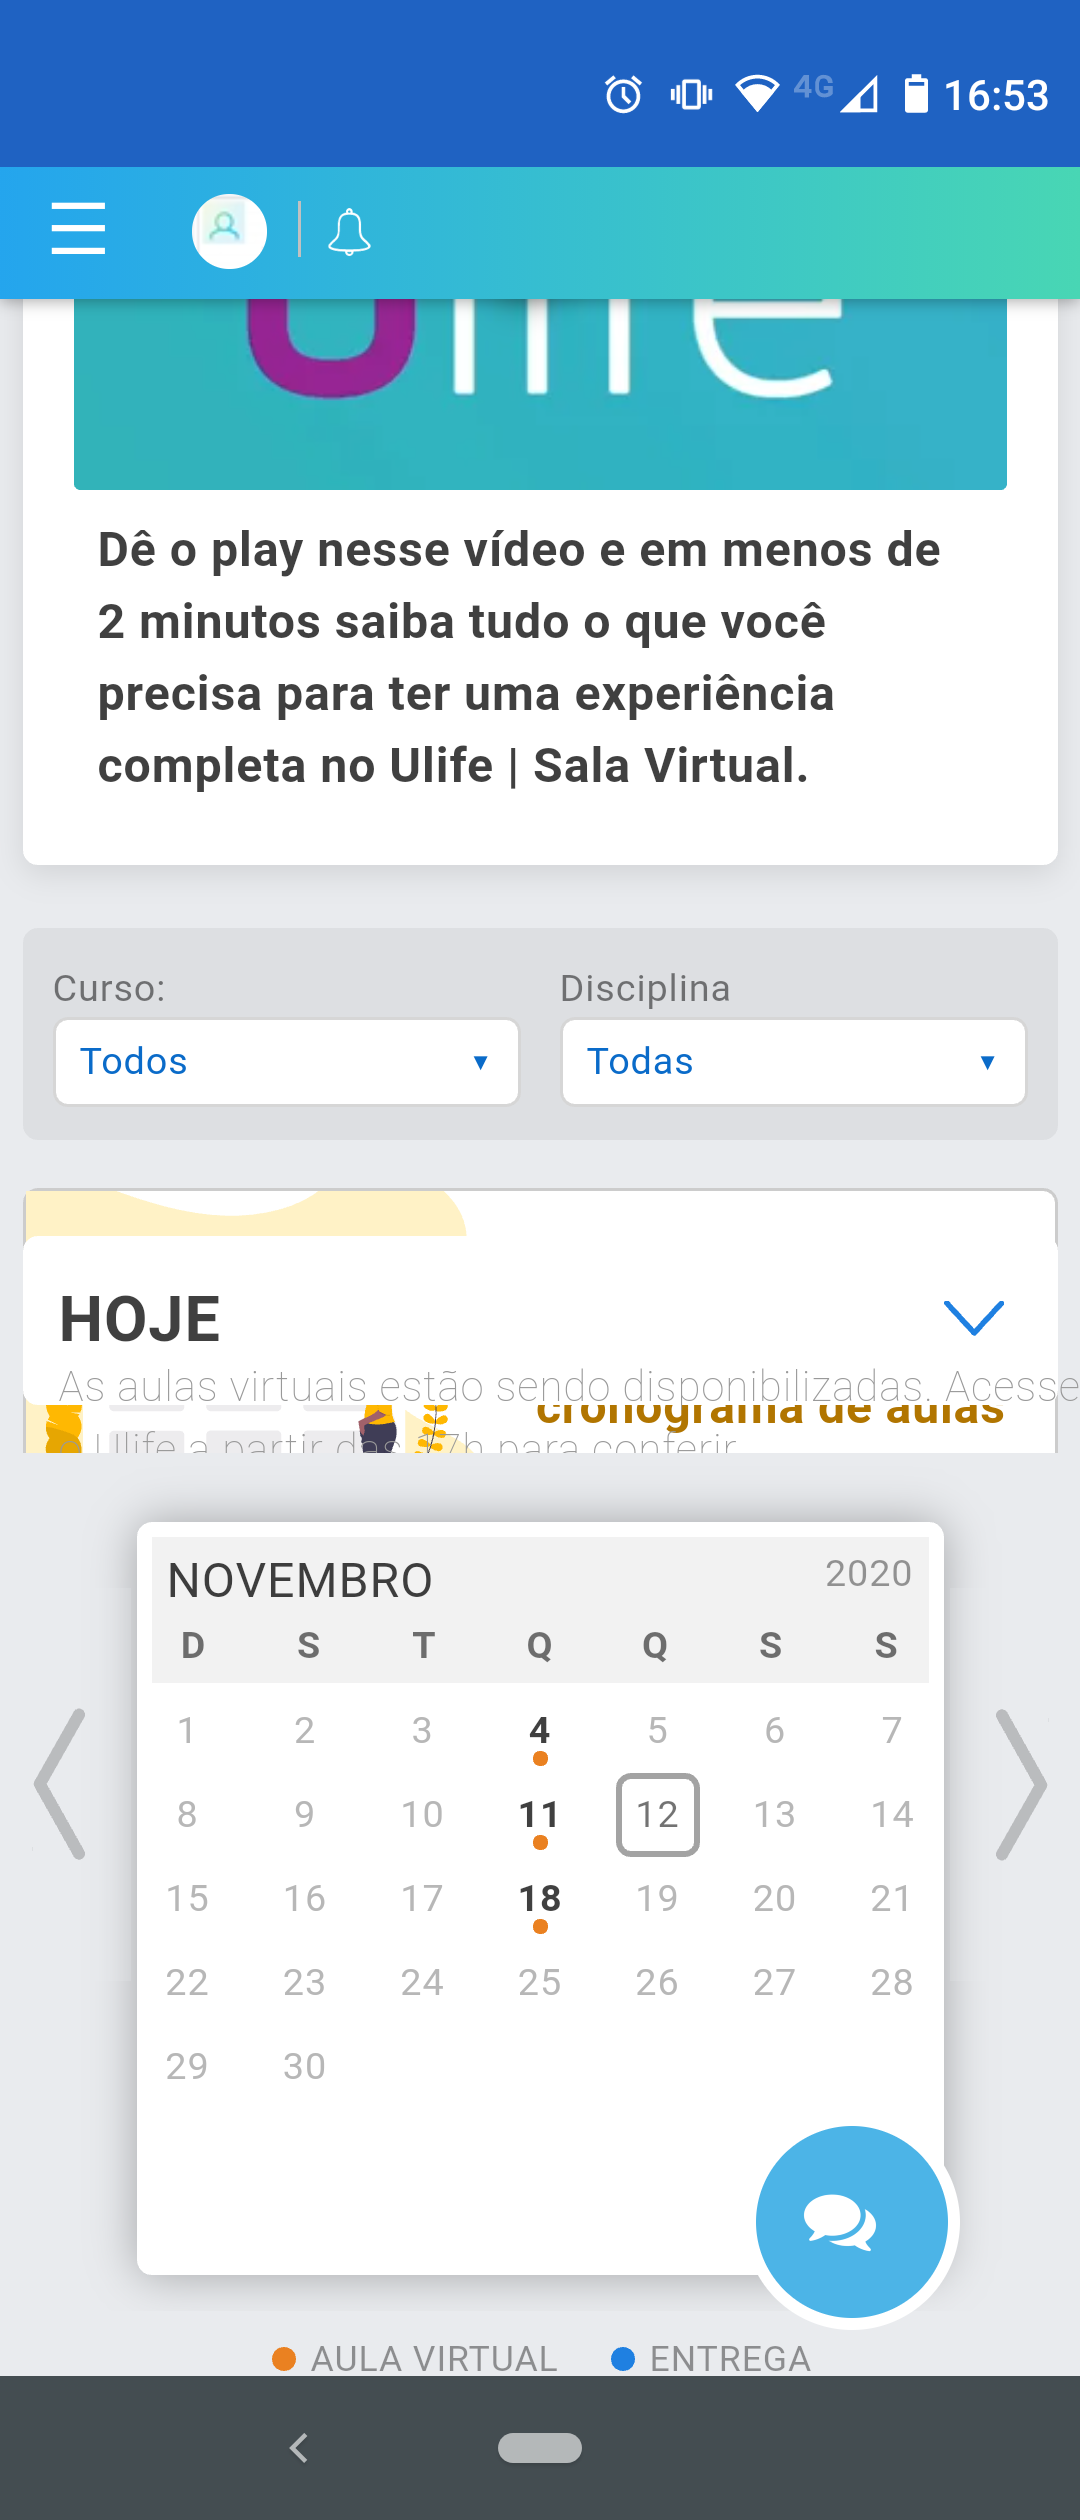 4G 16:53
Ulife
Dê o play nesse vídeo e em menos de
2 minutos saiba tudo o que você
precisa para ter uma experiência
completa no Ulife | Sala Virtual.
Curso: Disciplina
Todos Todas
HOJE
As aulas virtuais estão sendo disponibilizadas. Acesse
cronograma de aulas
o Ulife a partir das 17h para conferir
NOVEMBRO 2020
D S T Q Q S S
1 2 3 4 5 6 7
8 9 10 11 12 13 14
15 16 17 18 19 20 21
22 23 24 25 26 27 28
29 30
AULA VIRTUAL ENTREGA